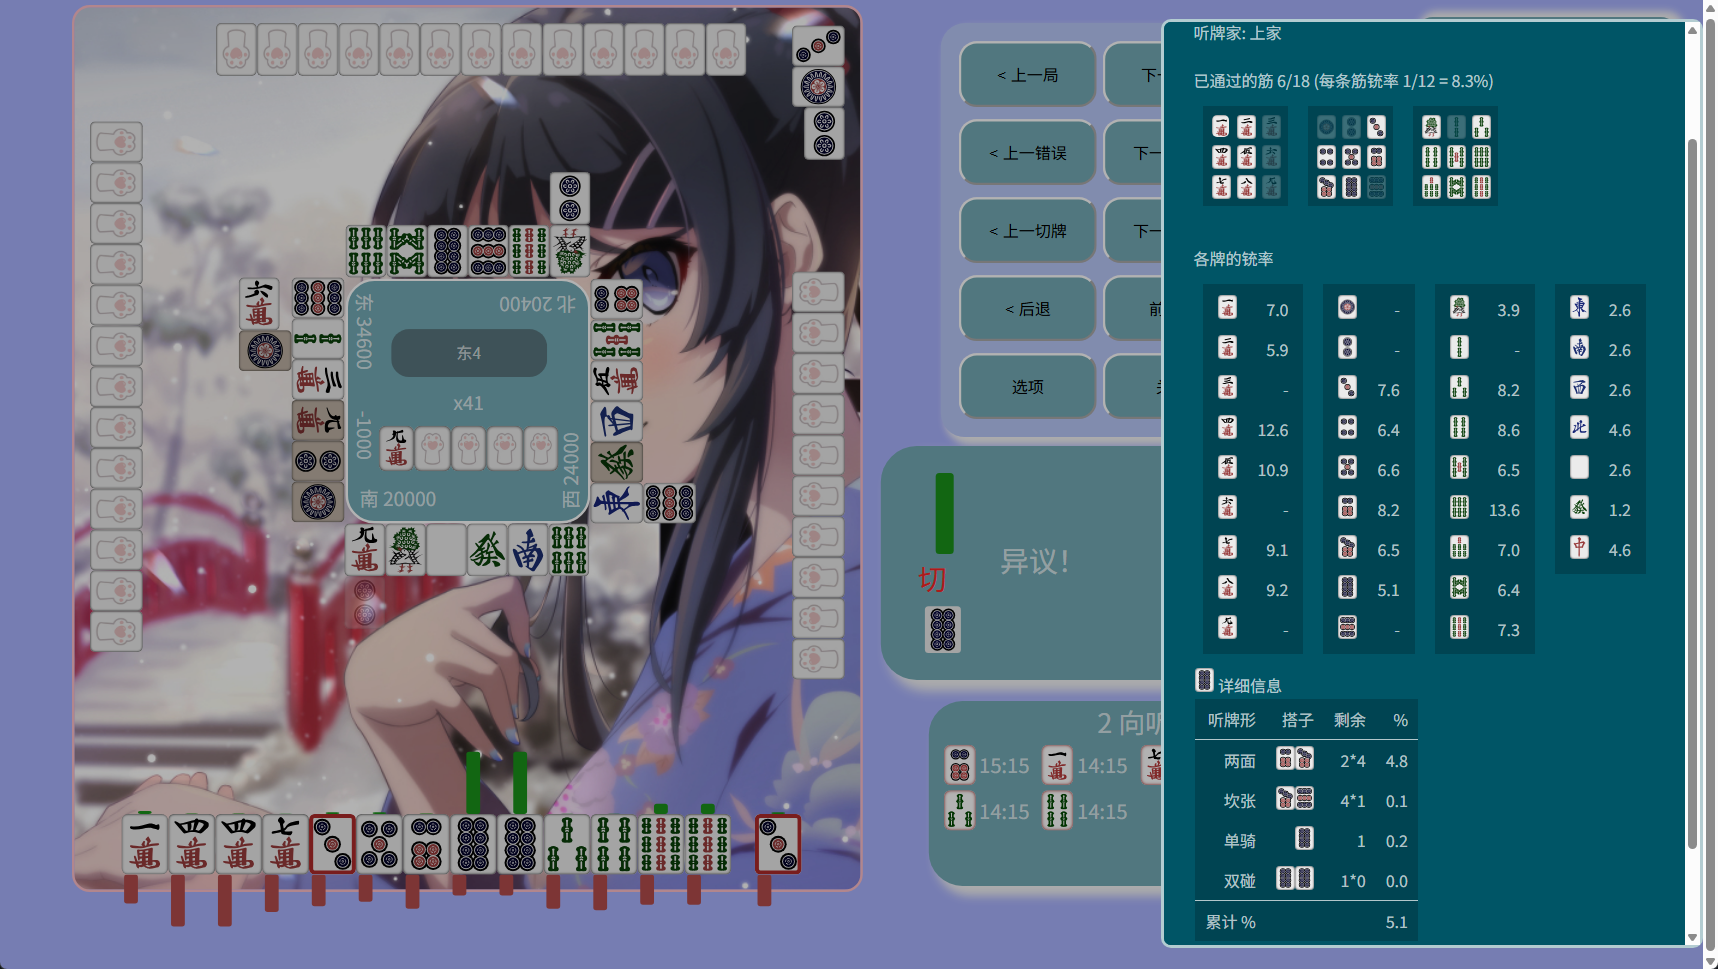 东 34600
-1000
北 20400
东4
x41
南 20000
西 24000
< 上一局
下一
< 上一错误
下一
< 上一切牌
下一
< 后退
前
选项
异议!
切
2 向听
15:15
14:15
14:15
14:15
听牌家: 上家
已通过的筋 6/18 (每条筋铳率 1/12 = 8.3%)
各牌的铳率
7.0 - 3.9 2.6
5.9 - - 2.6
- 7.6 8.2 2.6
12.6 6.4 8.6 4.6
10.9 6.6 6.5 2.6
- 8.2 13.6 1.2
9.1 6.5 7.0 4.6
9.2 5.1 6.4
- - 7.3
详细信息
听牌形 搭子 剩余 %
两面 2*4 4.8
坎张 4*1 0.1
单骑 1 0.2
双碰 1*0 0.0
累计 % 5.1